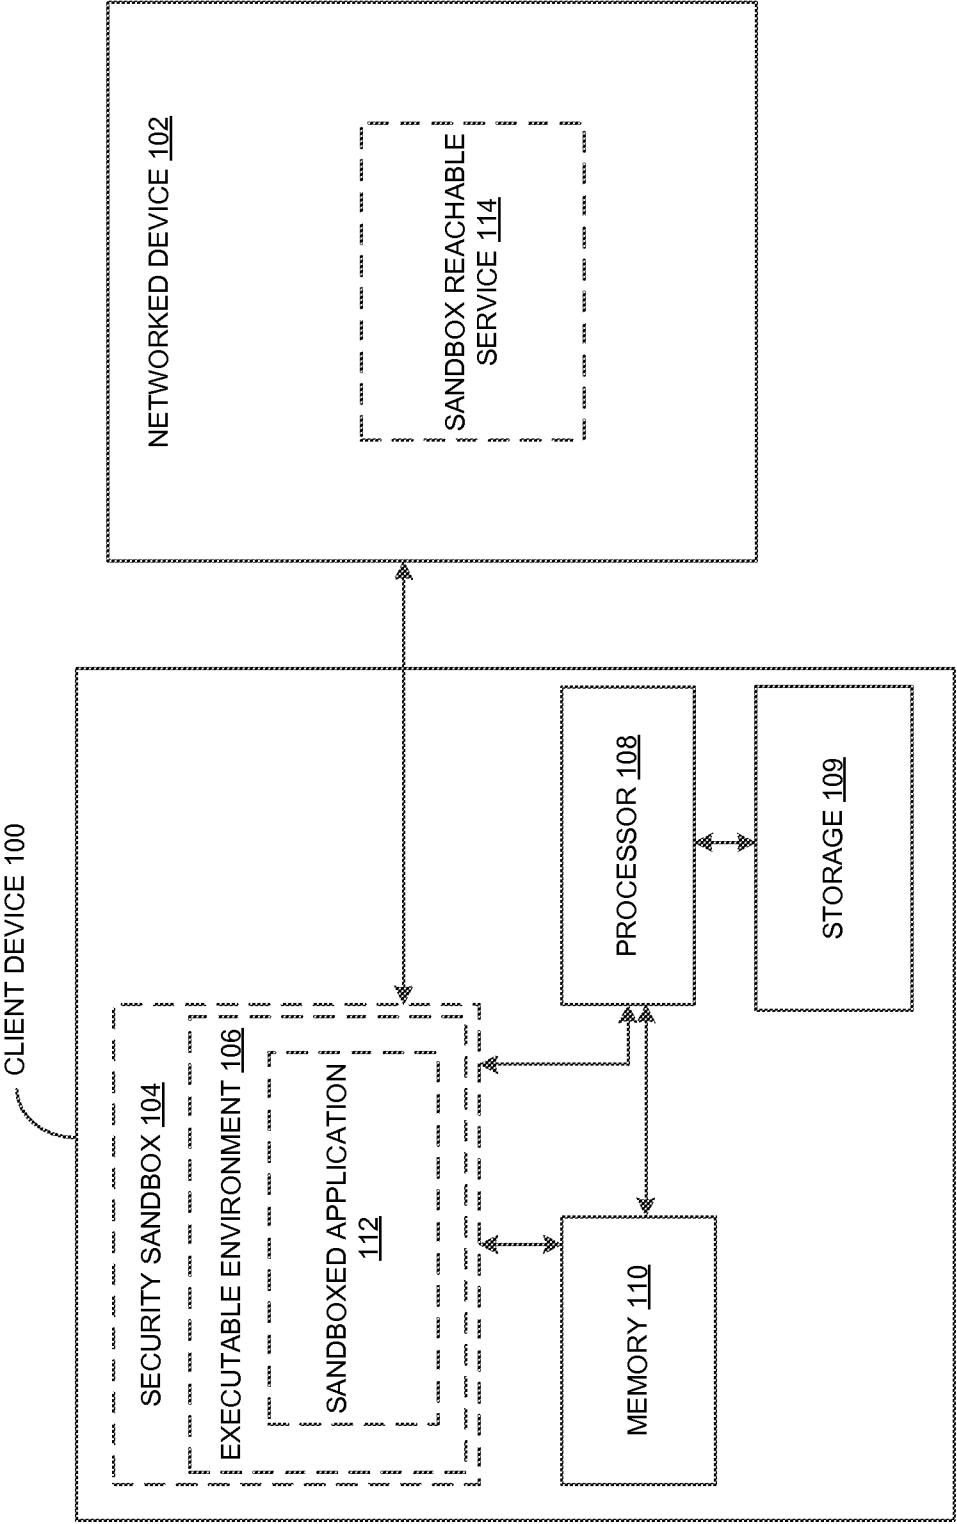 CLIENT DEVICE 100
SECURITY SANDBOX 104
EXECUTABLE ENVIRONMENT 106
SANDBOXED APPLICATION
112
MEMORY 110
PROCESSOR 108
STORAGE 109
NETWORKED DEVICE 102
SANDBOX REACHABLE
SERVICE 114